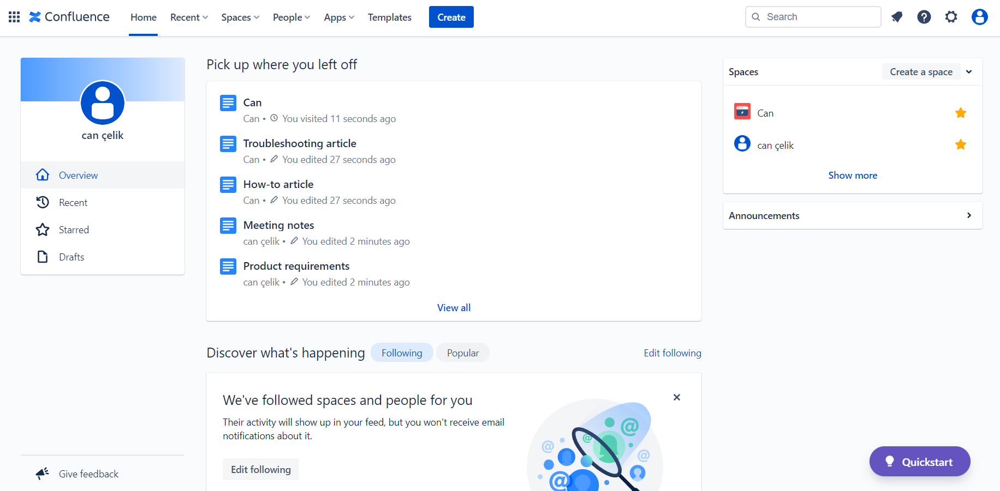 Confluence
Home Recent Spaces People Apps Templates Create Search
can çelik
Overview
Recent
Starred
Drafts
Give feedback
Pick up where you left off
Can
Can • You visited 11 seconds ago
Troubleshooting article
Can • You edited 27 seconds ago
How-to article
Can • You edited 27 seconds ago
Meeting notes
can çelik • You edited 2 minutes ago
Product requirements
can çelik • You edited 2 minutes ago
View all
Discover what's happening Following Popular Edit following
We've followed spaces and people for you
Their activity will show up in your feed, but you won’t receive email
notifications about it.
Edit following
@ @ @ @ @
Spaces Create a space
Can
can çelik
Show more
Announcements
Quickstart